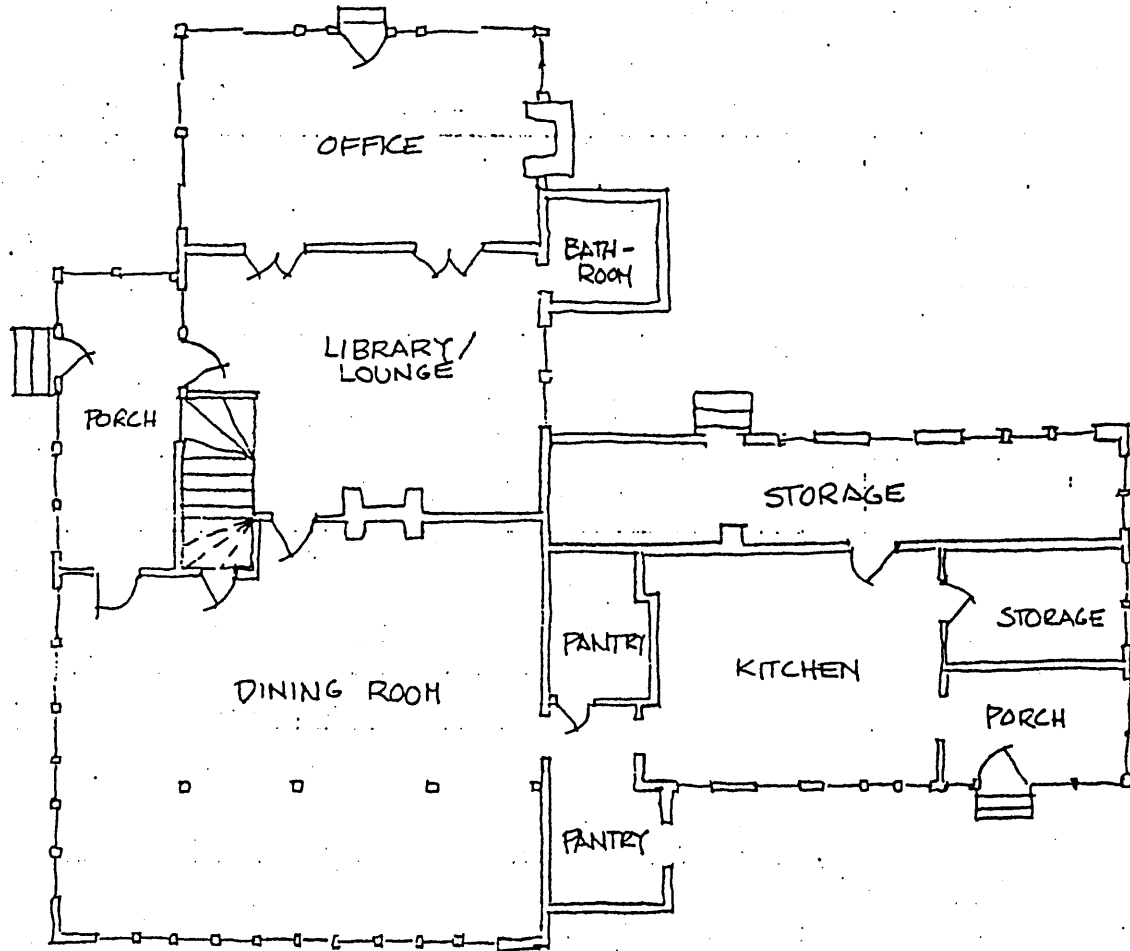 OFFICE
BATH-
ROOM
LIBRARY/
LOUNGE
PORCH
STORAGE
STORAGE
PANTRY
KITCHEN
DINING ROOM
PORCH
PANTRY